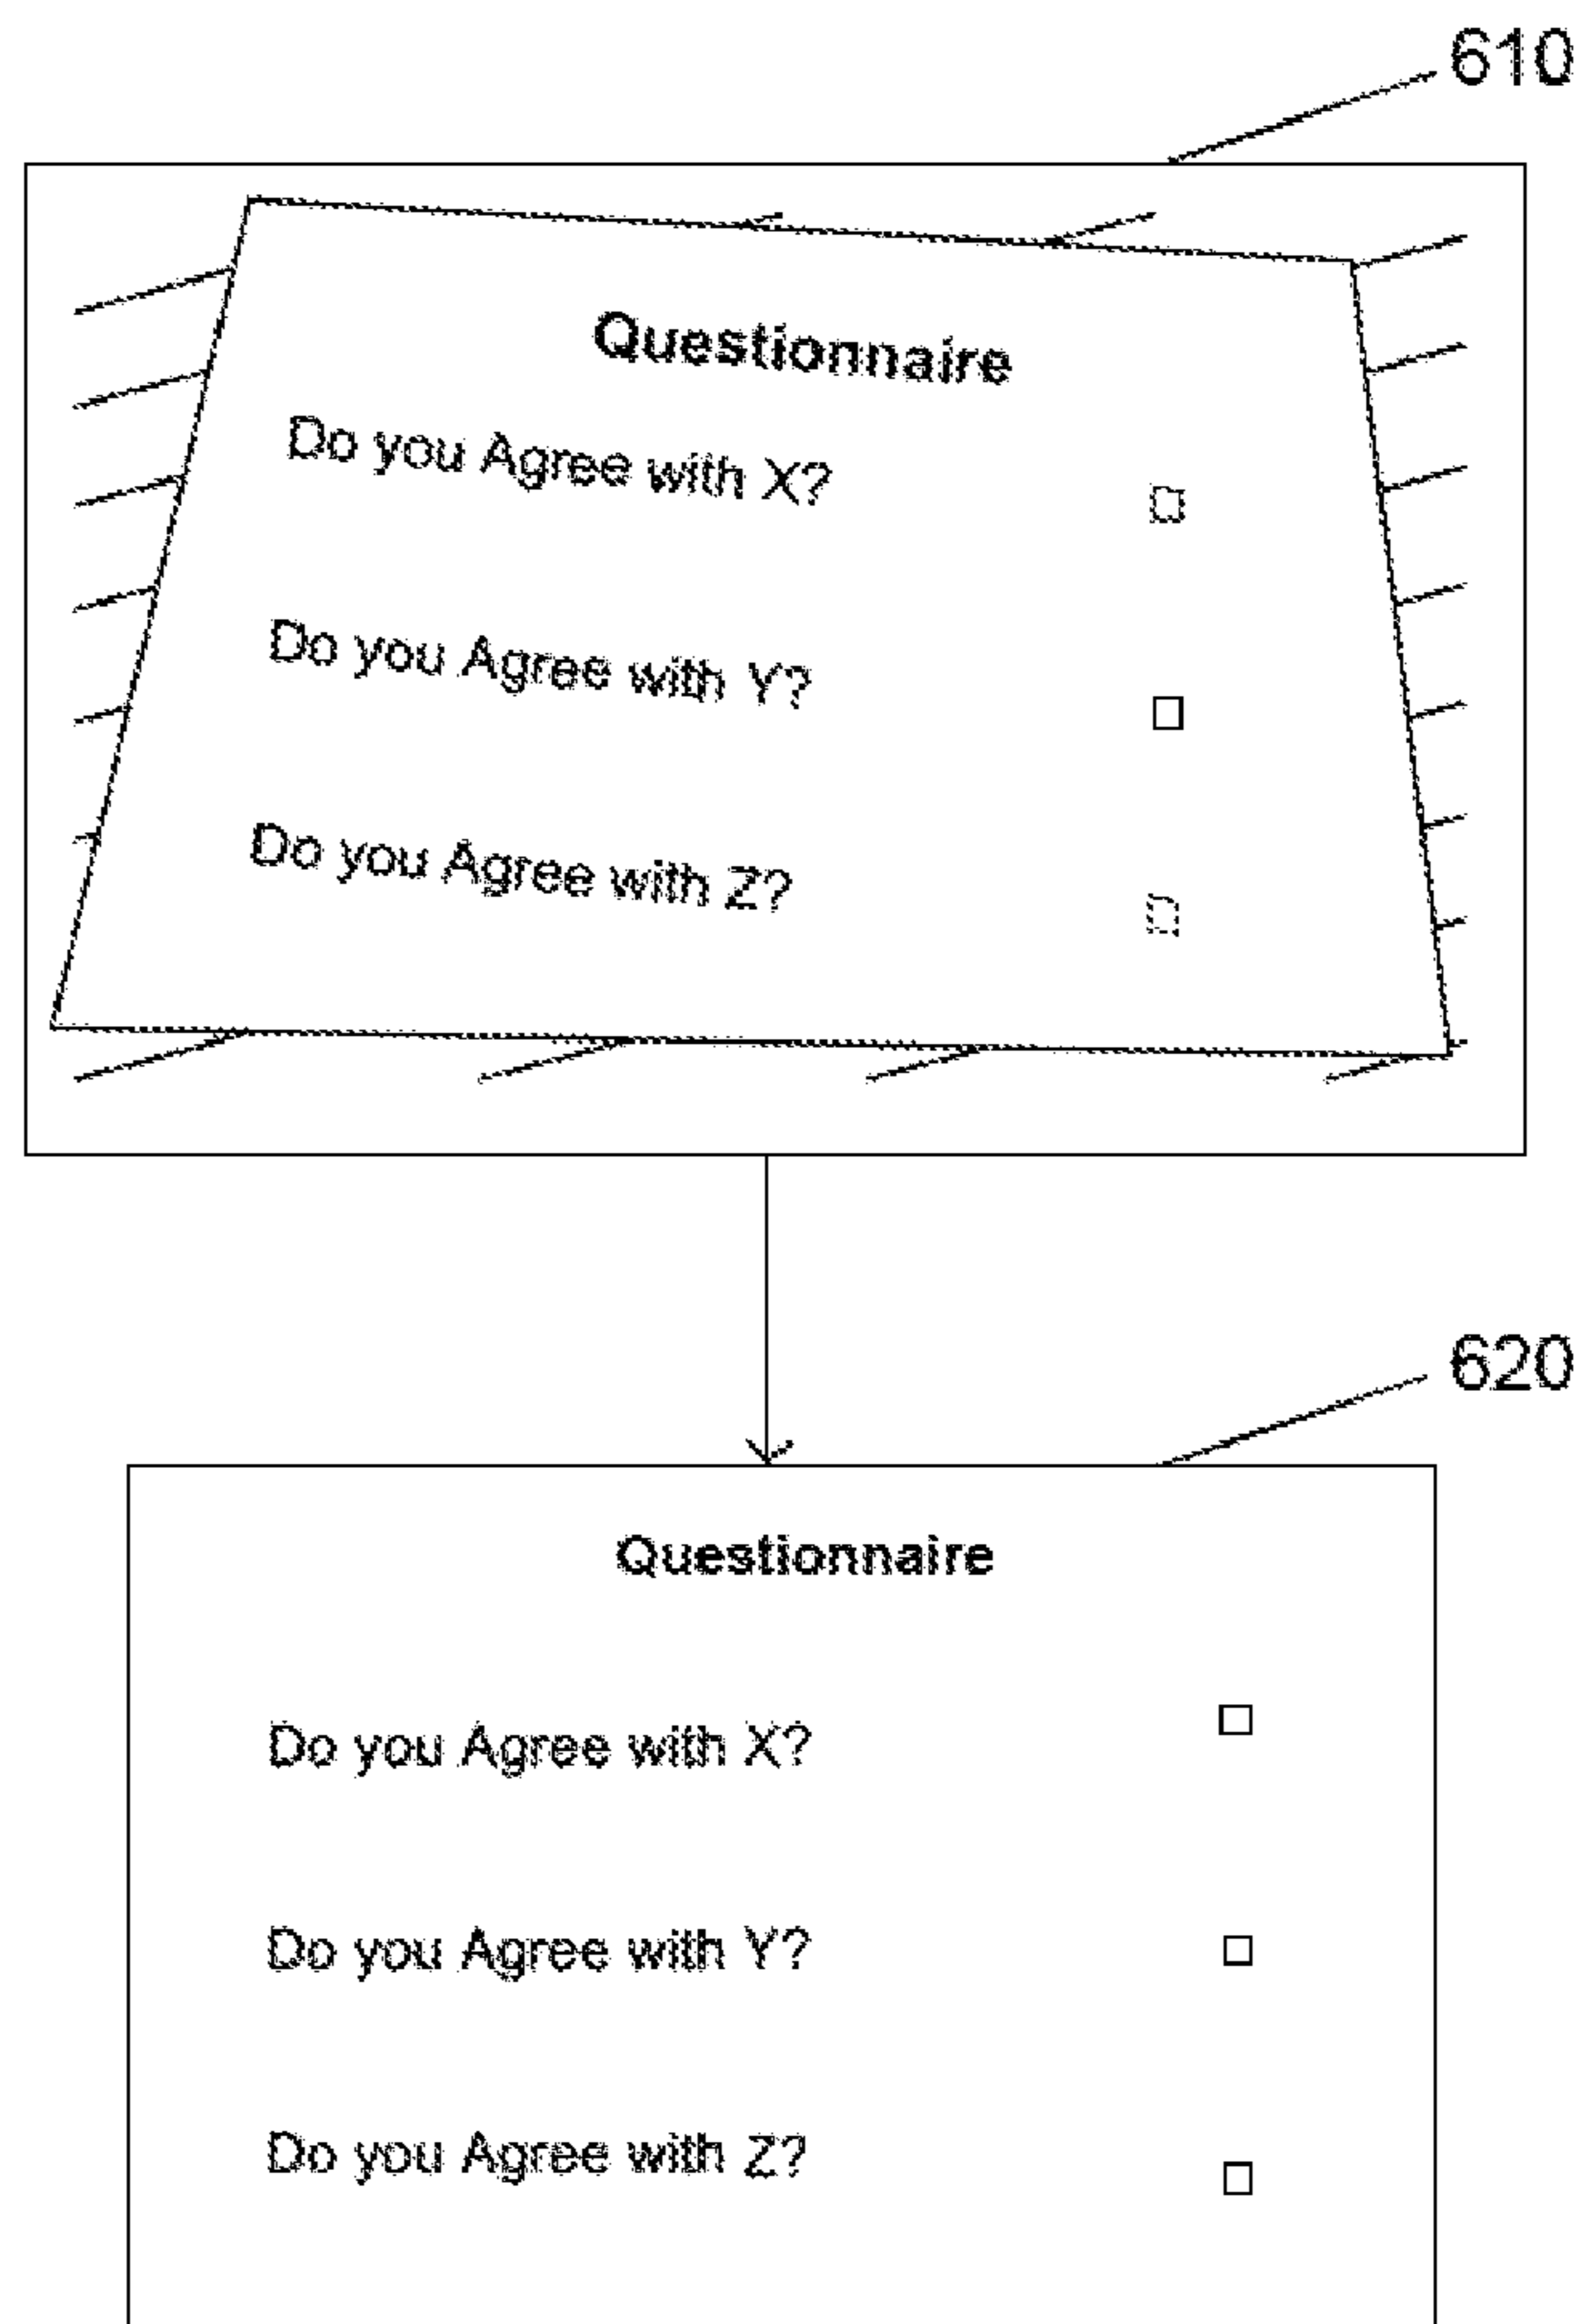 610
Questionnaire
Do you Agree with X?
Do you Agree with Y?
Do you Agree with Z?
620
Questionnaire
Do you Agree with X?
Do you Agree with Y?
Do you Agree with Z?